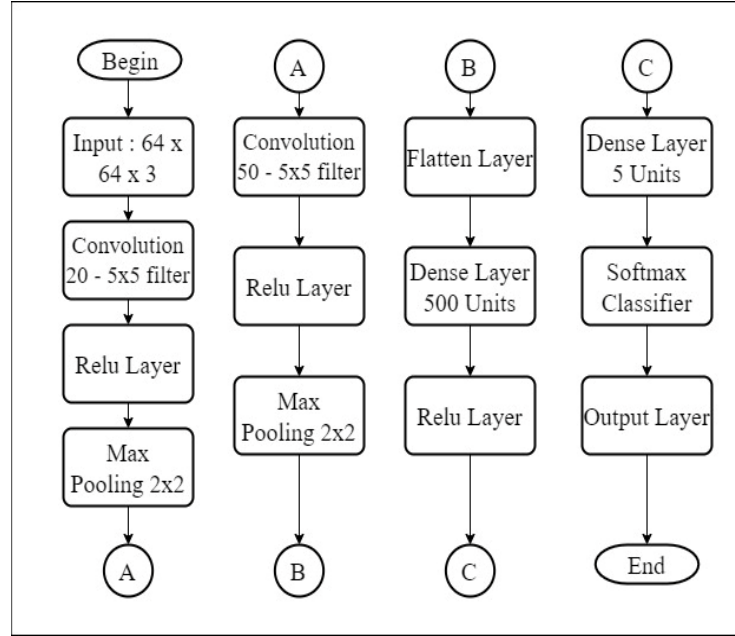 Begin
Input : 64 x
64 x 3
Convolution
20 - 5x5 filter
Relu Layer
Max
Pooling 2x2
A
A
Convolution
50 - 5x5 filter
Relu Layer
Max
Pooling 2x2
B
B
Flatten Layer
Dense Layer
500 Units
Relu Layer
C
C
Dense Layer
5 Units
Softmax
Classifier
Output Layer
End